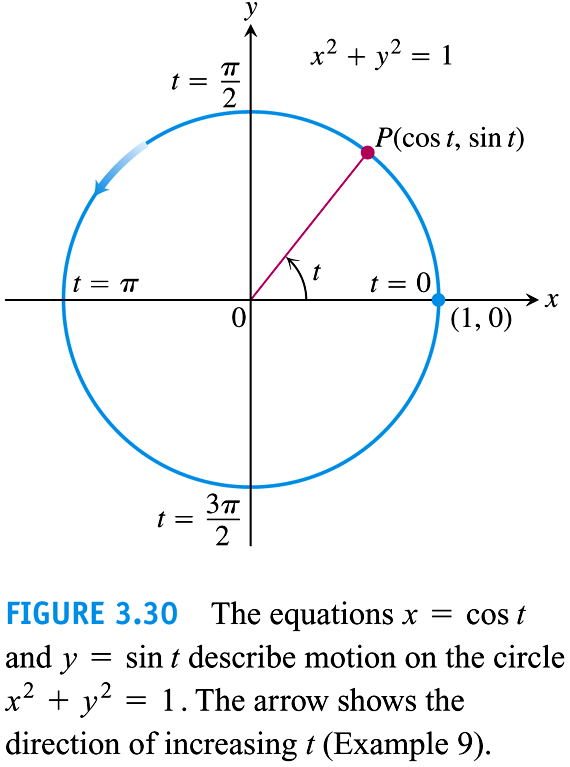 y
x² + y² = 1
t = π/2
P(cos t, sin t)
t = π
t
t = 0
x
0
(1, 0)
t = 3π/2
FIGURE 3.30 The equations x = cos t
and y = sin t describe motion on the circle
x² + y² = 1. The arrow shows the
direction of increasing t (Example 9).